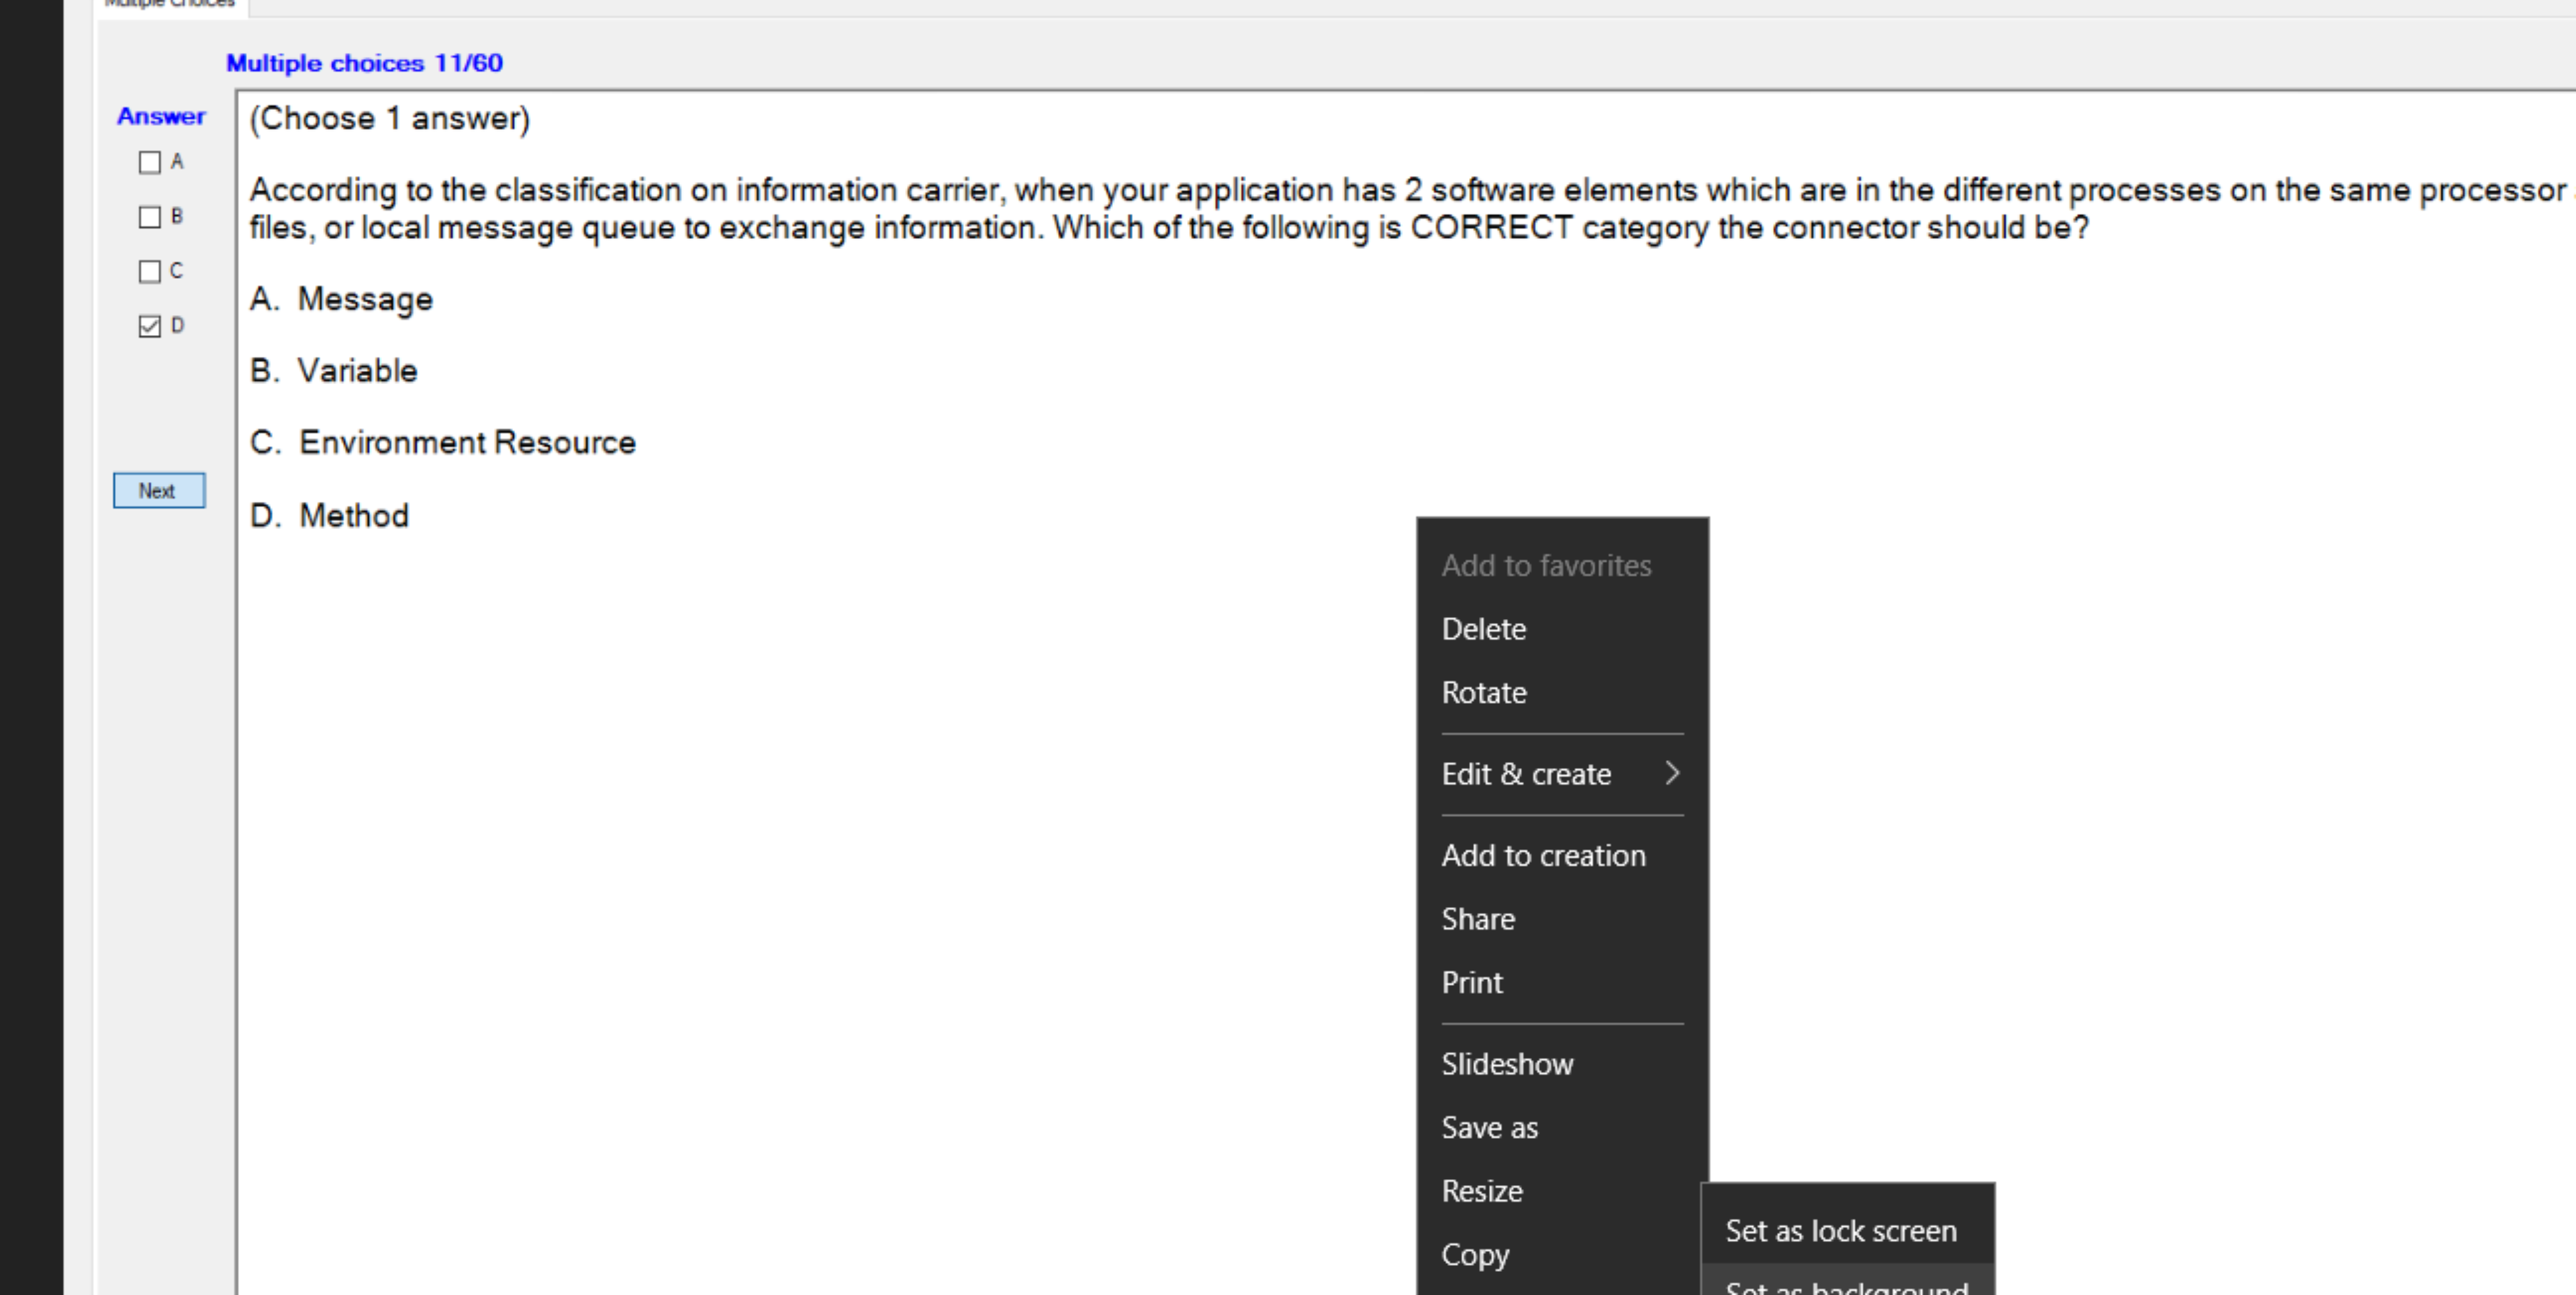 Multiple Choices
Multiple choices 11/60
Answer
A
B
C
D
Next
(Choose 1 answer)
According to the classification on information carrier, when your application has 2 software elements which are in the different processes on the same processor
files, or local message queue to exchange information. Which of the following is CORRECT category the connector should be?
A. Message
B. Variable
C. Environment Resource
D. Method
Add to favorites
Delete
Rotate
Edit & create
Add to creation
Share
Print
Slideshow
Save as
Resize
Copy
Set as lock screen
Set as background